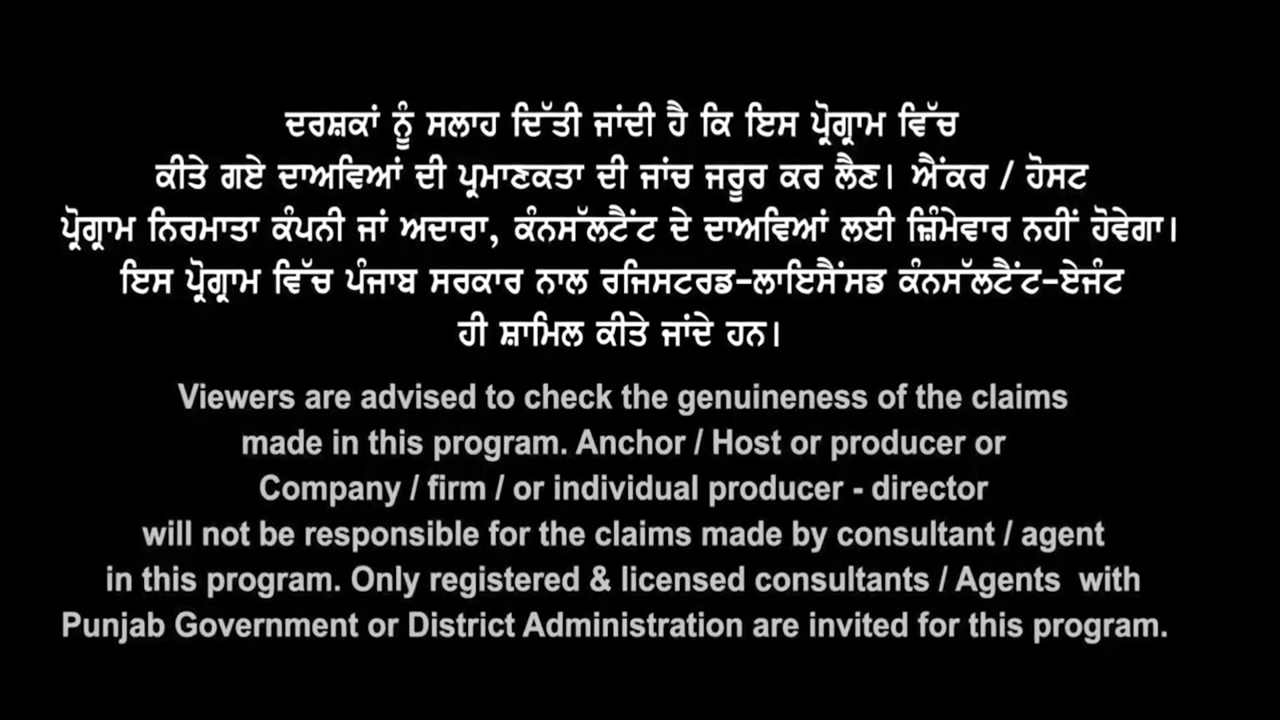 ਦਰਸ਼ਕਾਂ ਨੂੰ ਸਲਾਹ ਦਿੱਤੀ ਜਾਂਦੀ ਹੈ ਕਿ ਇਸ ਪ੍ਰੋਗ੍ਰਾਮ ਵਿੱਚ
ਕੀਤੇ ਗਏ ਦਾਅਵਿਆਂ ਦੀ ਪ੍ਰਮਾਣਕਤਾ ਦੀ ਜਾਂਚ ਜਰੂਰ ਕਰ ਲੈਣ। ਐਂਕਰ / ਹੋਸਟ
ਪ੍ਰੋਗ੍ਰਾਮ ਨਿਰਮਾਤਾ ਕੰਪਨੀ ਜਾਂ ਅਦਾਰਾ, ਕੰਨਸੱਲਟੈਂਟ ਦੇ ਦਾਅਵਿਆਂ ਲਈ ਜ਼ਿੰਮੇਵਾਰ ਨਹੀਂ ਹੋਵੇਗਾ।
ਇਸ ਪ੍ਰੋਗ੍ਰਾਮ ਵਿੱਚ ਪੰਜਾਬ ਸਰਕਾਰ ਨਾਲ ਰਜਿਸਟਰਡ-ਲਾਇਸੈਂਸਡ ਕੰਨਸੱਲਟੈਂਟ-ਏਜੰਟ
ਹੀ ਸ਼ਾਮਿਲ ਕੀਤੇ ਜਾਂਦੇ ਹਨ।
Viewers are advised to check the genuineness of the claims
made in this program. Anchor / Host or producer or
Company / firm / or individual producer - director
will not be responsible for the claims made by consultant / agent
in this program. Only registered & licensed consultants / Agents with
Punjab Government or District Administration are invited for this program.